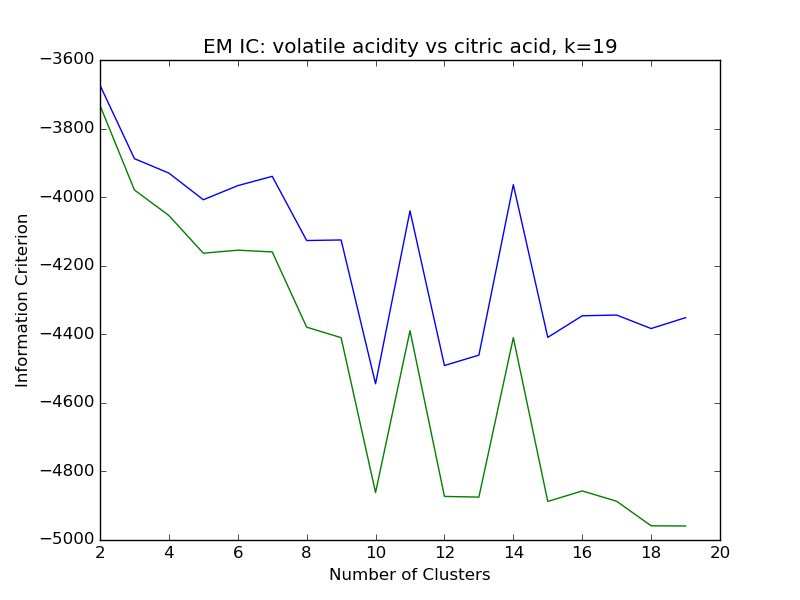 EM IC: volatile acidity vs citric acid, k=19
−3600
−3800
−4000
−4200
−4400
−4600
−4800
−5000
Information Criterion
2 4 6 8 10 12 14 16 18 20
Number of Clusters